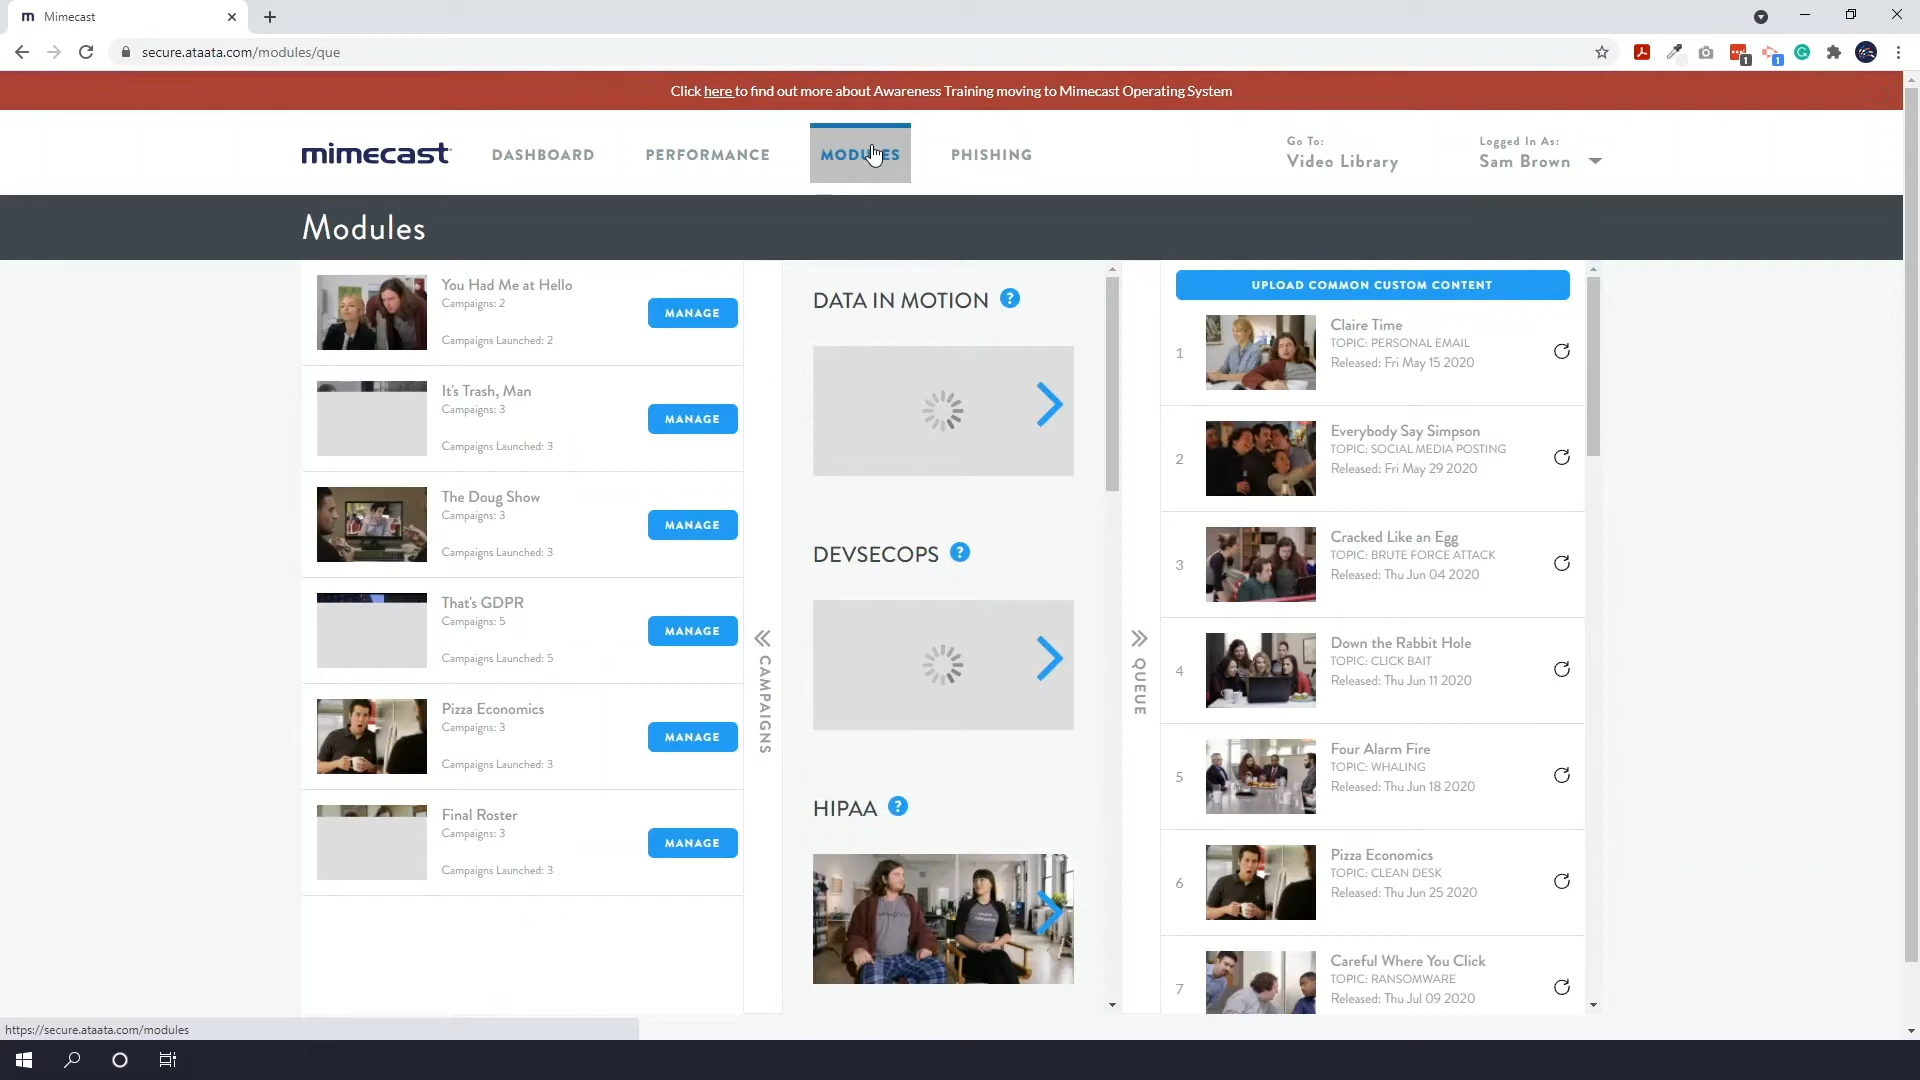 Mimecast
secure.ataata.com/modules/que
1
1
Click here to find out more about Awareness Training moving to Mimecast Operating System
mimecast
DASHBOARD
PERFORMANCE
MODULES
PHISHING
Go To:
Video Library
Logged In As:
Sam Brown
Modules
You Had Me at Hello
Campaigns: 2
Campaigns Launched: 2
MANAGE
It's Trash, Man
Campaigns: 3
Campaigns Launched: 3
MANAGE
The Doug Show
Campaigns: 3
Campaigns Launched: 3
MANAGE
That's GDPR
Campaigns: 5
Campaigns Launched: 5
MANAGE
Pizza Economics
Campaigns: 3
Campaigns Launched: 3
MANAGE
Final Roster
Campaigns: 3
Campaigns Launched: 3
MANAGE
CAMPAIGNS
DATA IN MOTION ?
DEVSECOPS ?
HIPAA ?
QUEUE
UPLOAD COMMON CUSTOM CONTENT
1
Claire Time
TOPIC: PERSONAL EMAIL
Released: Fri May 15 2020
2
Everybody Say Simpson
TOPIC: SOCIAL MEDIA POSTING
Released: Fri May 29 2020
3
Cracked Like an Egg
TOPIC: BRUTE FORCE ATTACK
Released: Thu Jun 04 2020
4
Down the Rabbit Hole
TOPIC: CLICK BAIT
Released: Thu Jun 11 2020
5
Four Alarm Fire
TOPIC: WHALING
Released: Thu Jun 18 2020
6
Pizza Economics
TOPIC: CLEAN DESK
Released: Thu Jun 25 2020
7
Careful Where You Click
TOPIC: RANSOMWARE
Released: Thu Jul 09 2020
https://secure.ataata.com/modules